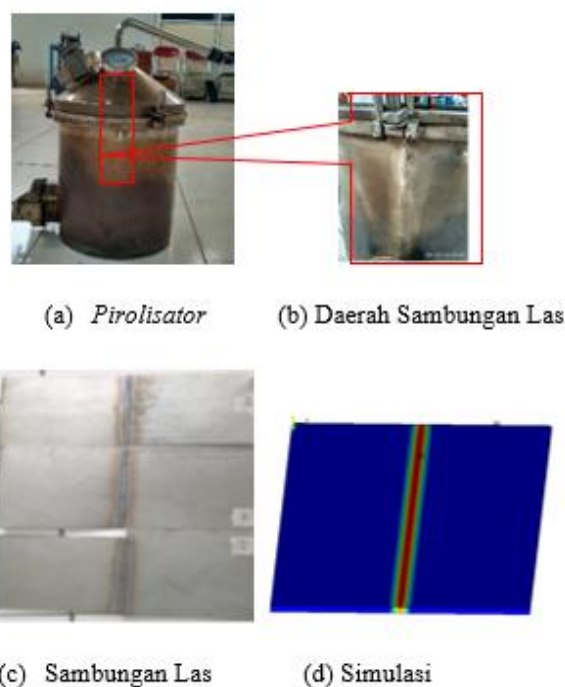 (a) Pirolisator
(b) Daerah Sambungan Las
(c) Sambungan Las
(d) Simulasi